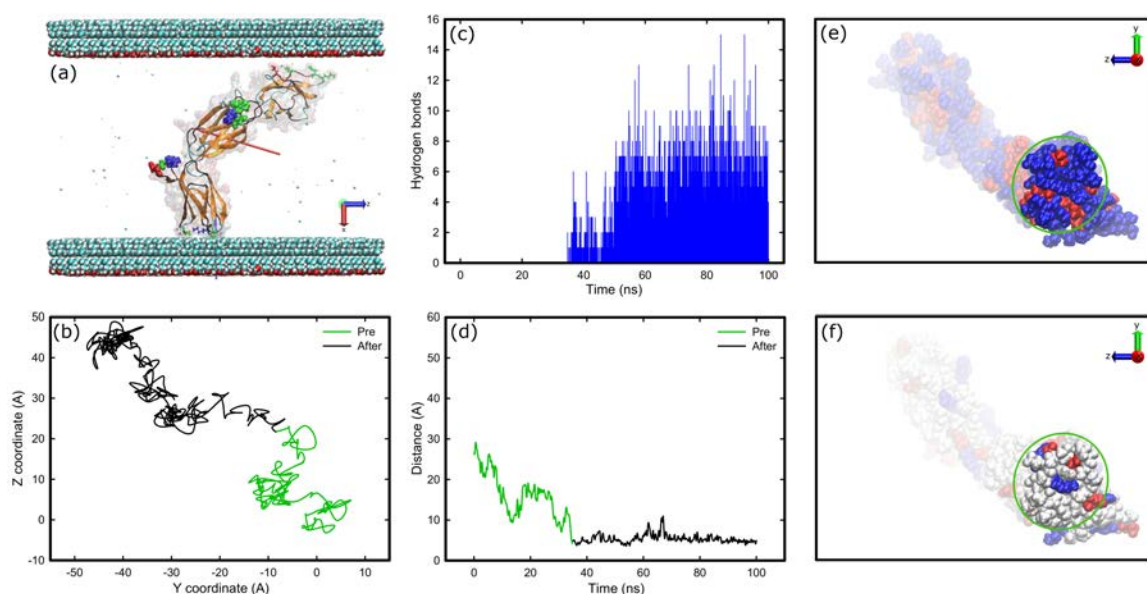 (a)
z
x
(b)
Pre
After
50
40
30
20
10
0
-10
Z coordinate (A)
-50
-40
-30
-20
-10
0
10
Y coordinate (A)
(c)
16
14
12
10
8
6
4
2
0
Hydrogen bonds
0
20
40
60
80
100
Time (ns)
(d)
Pre
After
60
50
40
30
20
10
0
Distance (A)
0
20
40
60
80
100
Time (ns)
(e)
y
z
(f)
y
z